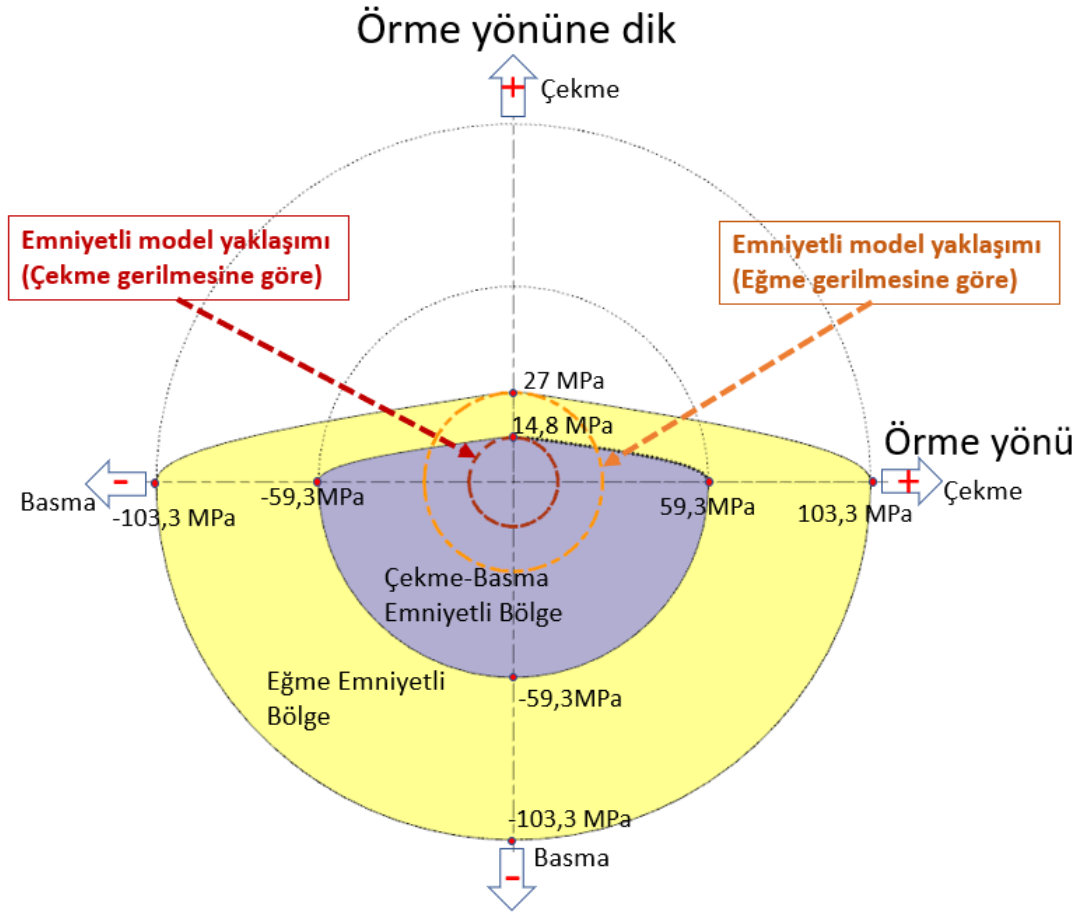 Örme yönüne dik
+
Çekme
Emniyetli model yaklaşımı
(Çekme gerilmesine göre)
Emniyetli model yaklaşımı
(Eğme gerilmesine göre)
27 MPa
14,8 MPa
Örme yönü
-
Basma
-103,3 MPa
-59,3MPa
59,3MPa
103,3 MPa
+
Çekme
Çekme-Basma
Emniyetli Bölge
Eğme Emniyetli
Bölge
-59,3MPa
-103,3 MPa
Basma
-